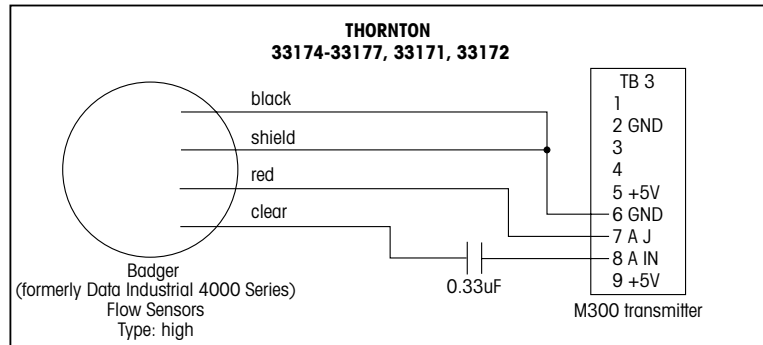 THORNTON
33174-33177, 33171, 33172
black
shield
red
clear
0.33uF
Badger
(formerly Data Industrial 4000 Series)
Flow Sensors
Type: high
TB 3
1
2 GND
3
4
5 +5V
6 GND
7 A J
8 A IN
9 +5V
M300 transmitter